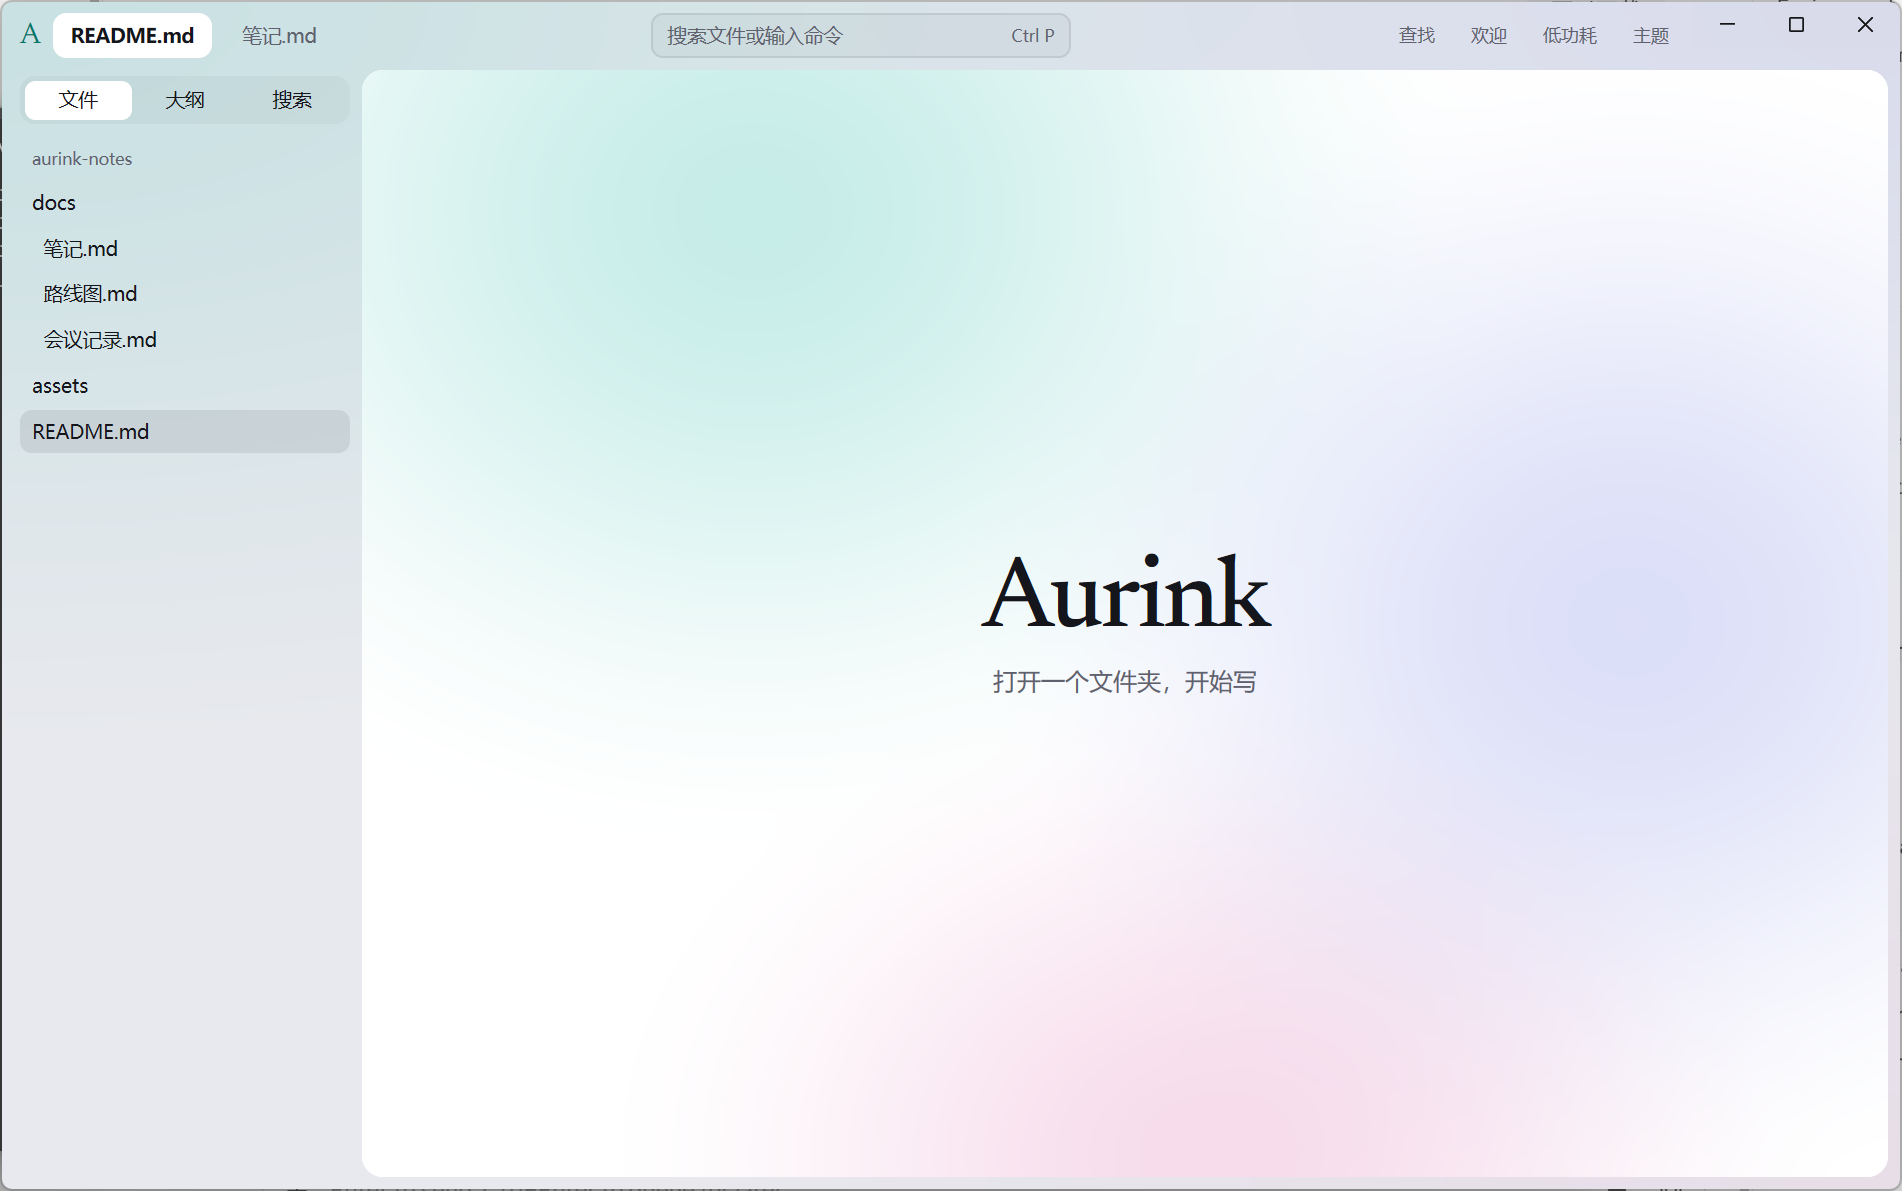 A README.md 笔记.md 搜索文件或输入命令 Ctrl P 查找 欢迎 低功耗 主题
文件 大纲 搜索
aurink-notes
docs
笔记.md
路线图.md
会议记录.md
assets
README.md
Aurink
打开一个文件夹，开始写